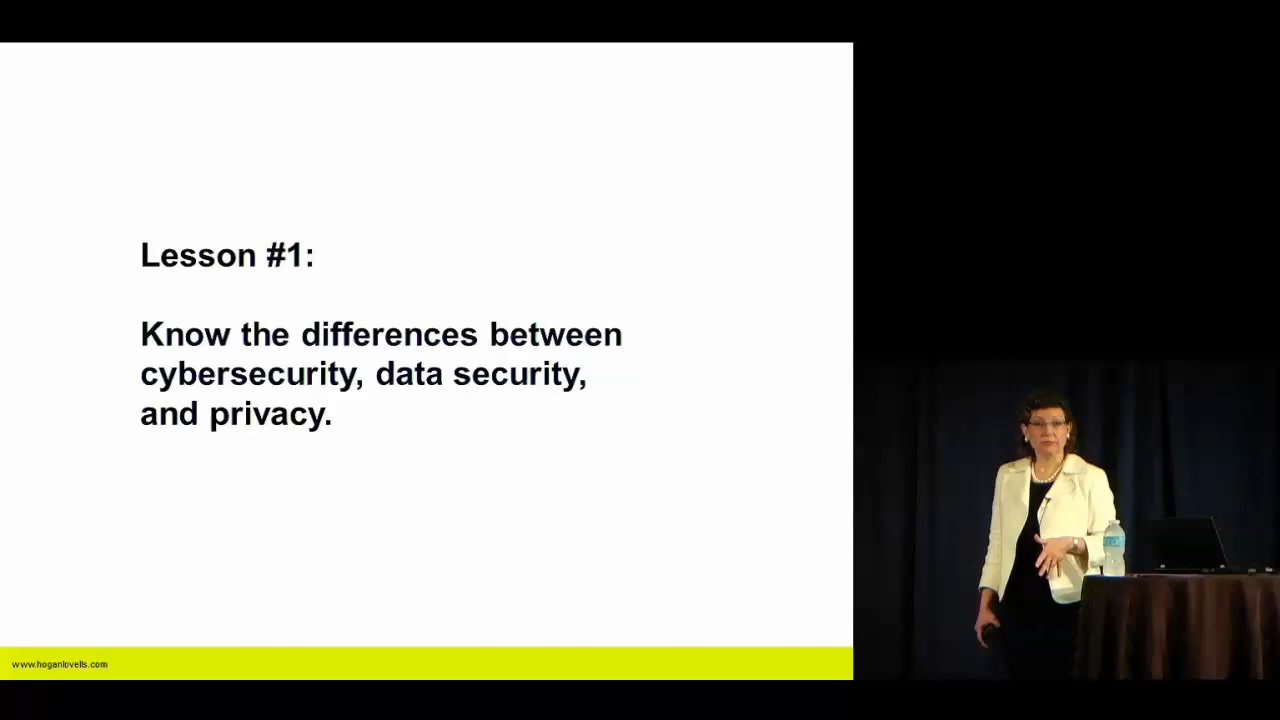 Lesson #1:
Know the differences between
cybersecurity, data security,
and privacy.
www.hoganlovells.com